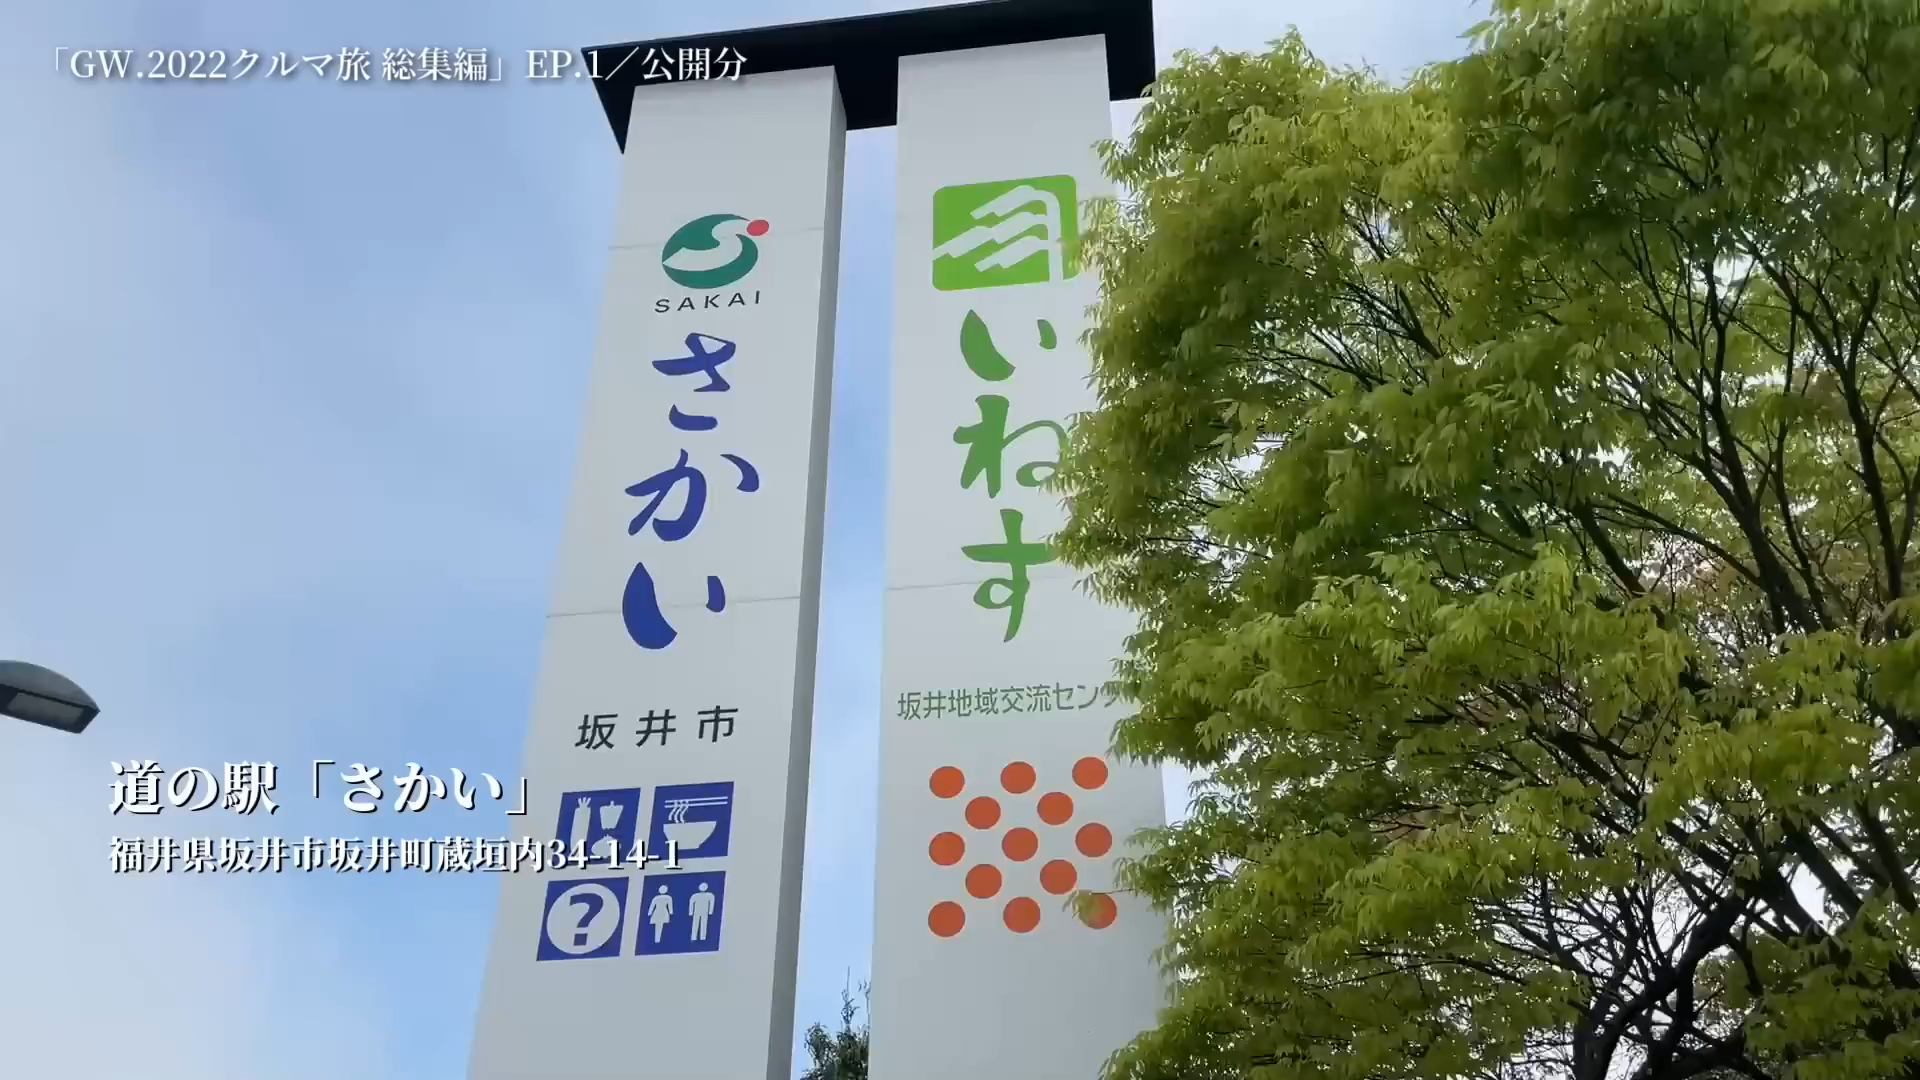 「GW.2022クルマ旅 総集編」EP.1／公開分
SAKAI
さかい
坂井市
いねす
坂井地域交流センタ
道の駅「さかい」
福井県坂井市坂井町蔵垣内34-14-1
?